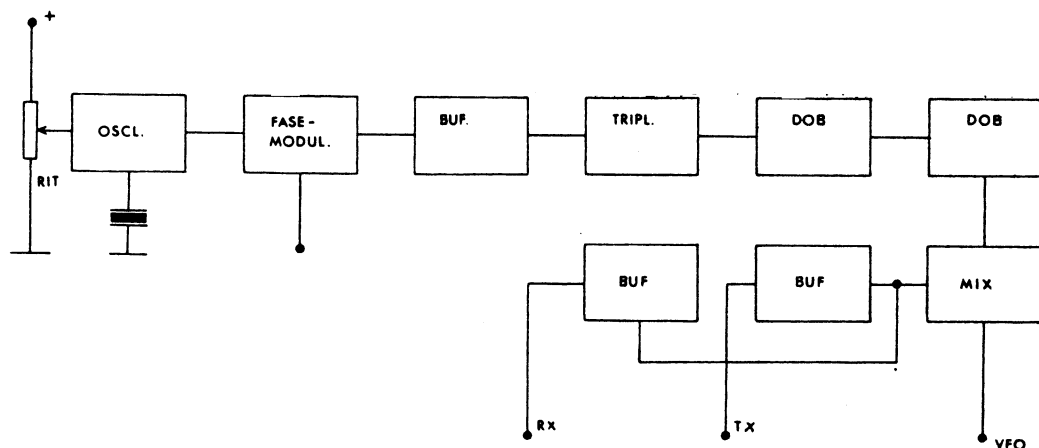 +
OSCL.
FASE-
MODUL.
BUF.
TRIPL.
DOB
DOB
RIT
BUF
BUF
MIX
RX
TX
VFO